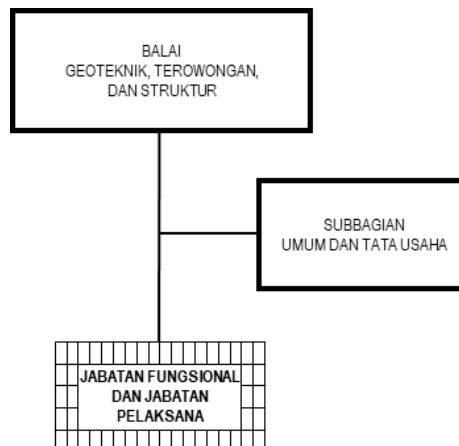 BALAI
GEOTEKNIK, TEROWONGAN,
DAN STRUKTUR
SUBBAGIAN
UMUM DAN TATA USAHA
JABATAN FUNGSIONAL
DAN JABATAN
PELAKSANA